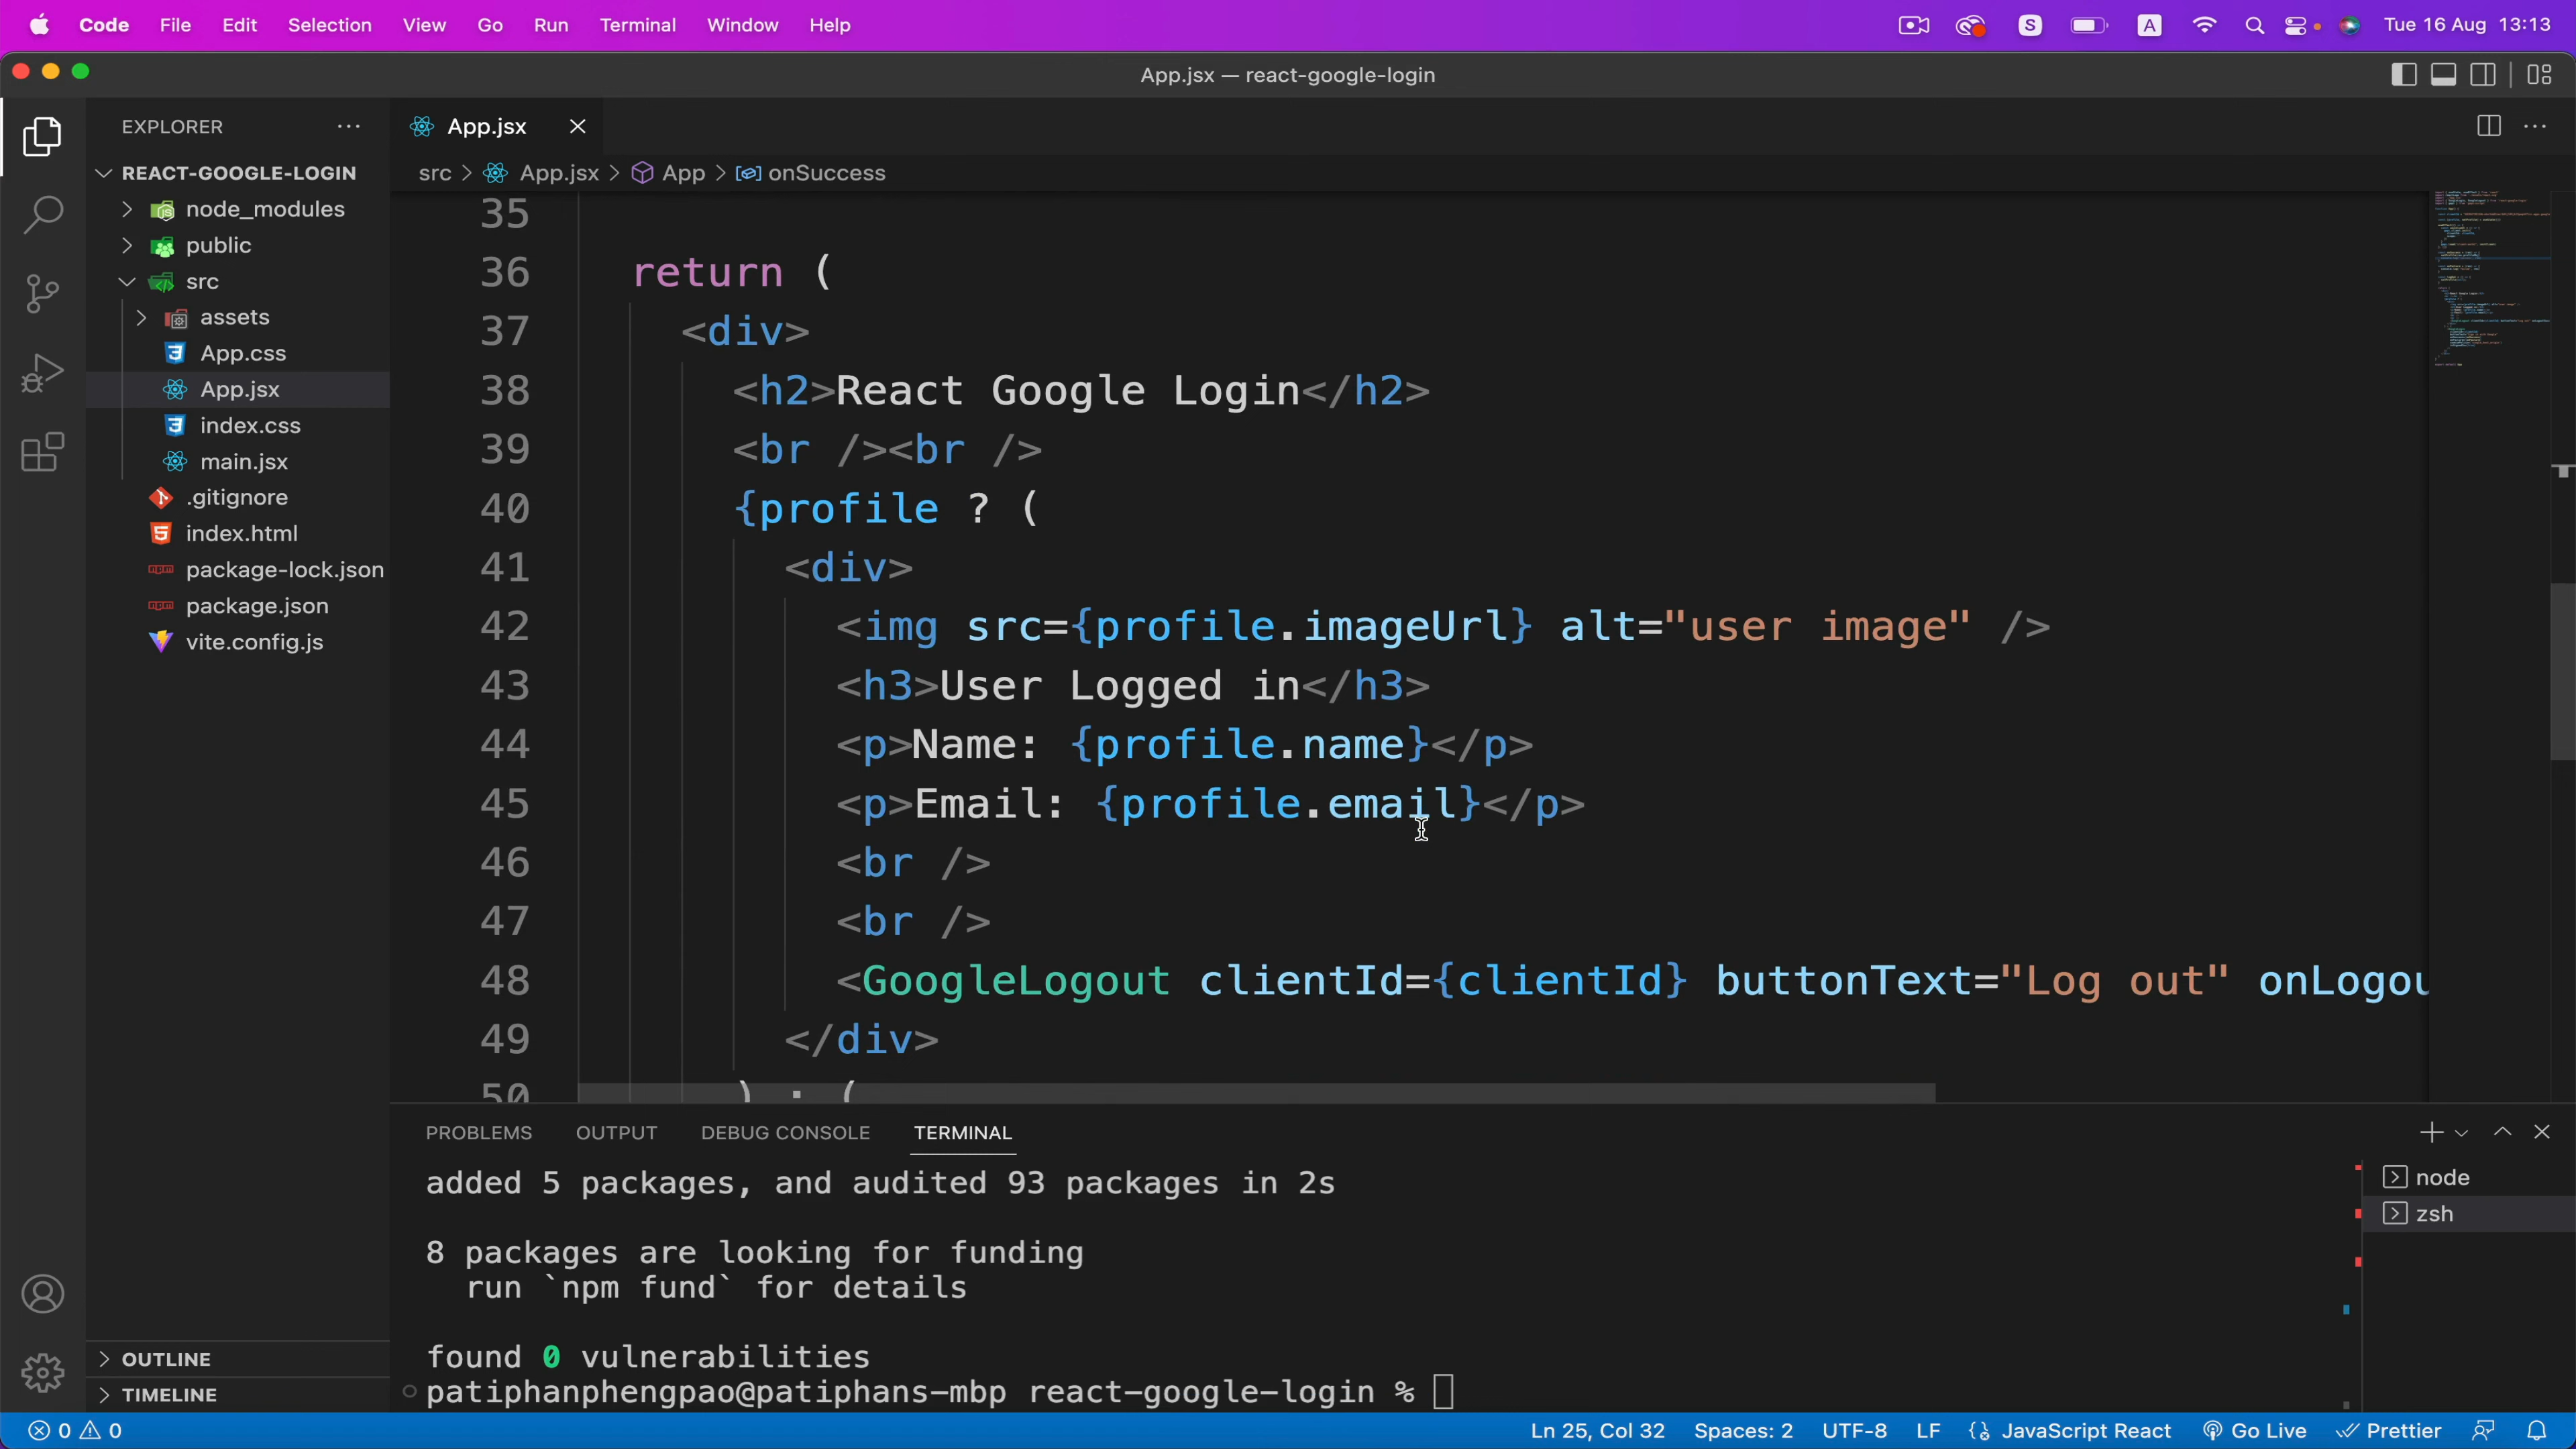 Code File Edit Selection View Go Run Terminal Window Help
S A Tue 16 Aug 13:13
App.jsx — react-google-login
EXPLORER
REACT-GOOGLE-LOGIN
node_modules
public
src
assets
App.css
App.jsx
index.css
main.jsx
.gitignore
index.html
package-lock.json
package.json
vite.config.js
OUTLINE
TIMELINE
App.jsx
src > App.jsx > App > onSuccess
35
36 return (
37 <div>
38 <h2>React Google Login</h2>
39 <br /><br />
40 {profile ? (
41 <div>
42 <img src={profile.imageUrl} alt="user image" />
43 <h3>User Logged in</h3>
44 <p>Name: {profile.name}</p>
45 <p>Email: {profile.email}</p>
46 <br />
47 <br />
48 <GoogleLogout clientId={clientId} buttonText="Log out" onLogou
49 </div>
50 ) : (
PROBLEMS OUTPUT DEBUG CONSOLE TERMINAL
added 5 packages, and audited 93 packages in 2s
8 packages are looking for funding
run `npm fund` for details
found 0 vulnerabilities
patiphanphengpao@patiphans-mbp react-google-login %
node
zsh
0 0
Ln 25, Col 32 Spaces: 2 UTF-8 LF JavaScript React Go Live Prettier